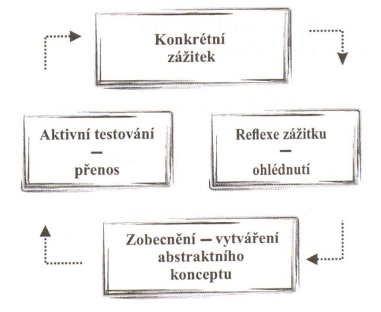 Konkrétní
zážitek
Aktivní testování
—
přenos
Reflexe zážitku
—
ohlédnutí
Zobecnění — vytváření
abstraktního
konceptu